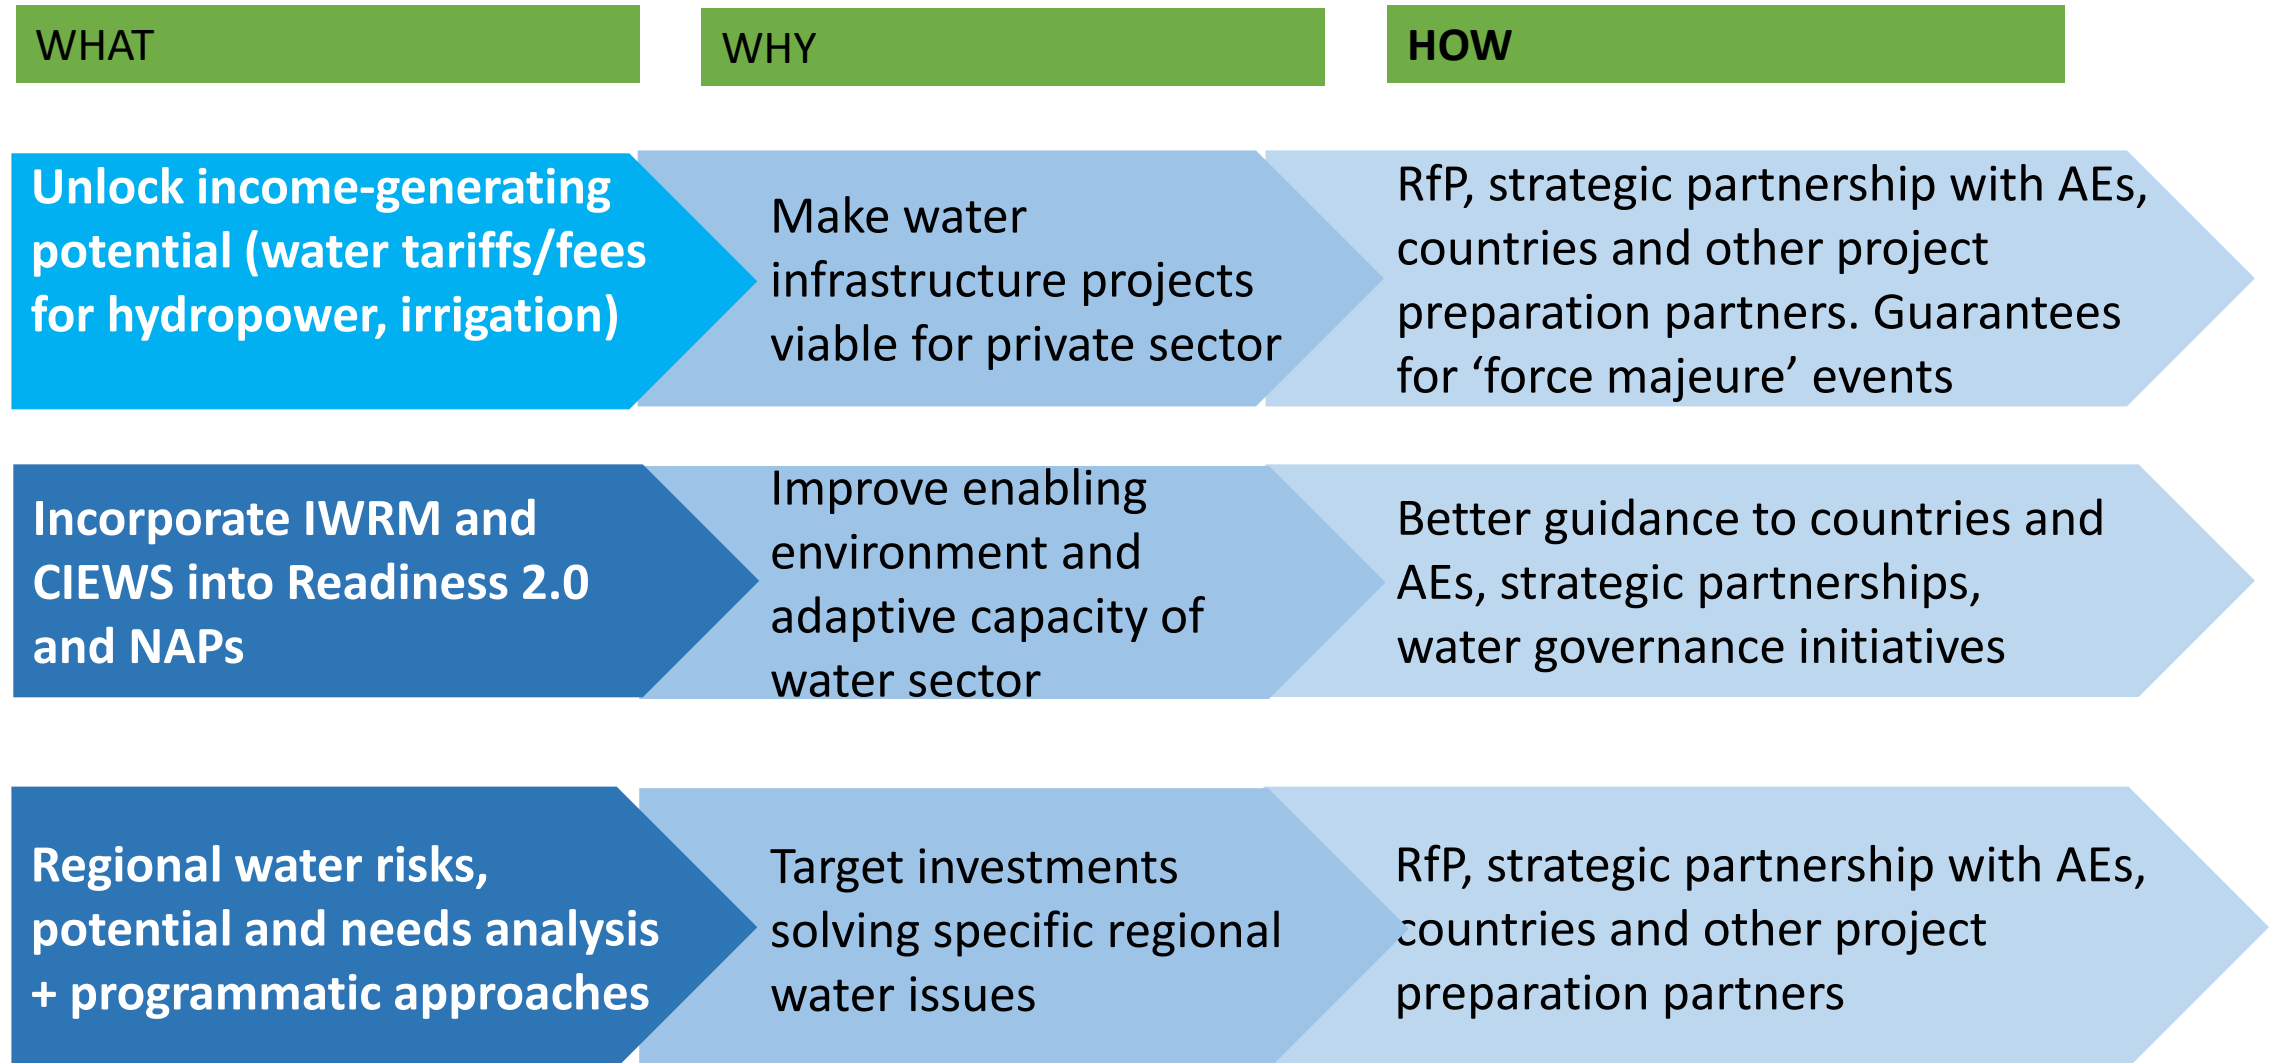 WHAT
WHY
HOW
Unlock income-generating
potential (water tariffs/fees
for hydropower, irrigation)
Make water
infrastructure projects
viable for private sector
RfP, strategic partnership with AEs,
countries and other project
preparation partners. Guarantees
for ‘force majeure’ events
Incorporate IWRM and
CIEWS into Readiness 2.0
and NAPs
Improve enabling
environment and
adaptive capacity of
water sector
Better guidance to countries and
AEs, strategic partnerships,
water governance initiatives
Regional water risks,
potential and needs analysis
+ programmatic approaches
Target investments
solving specific regional
water issues
RfP, strategic partnership with AEs,
countries and other project
preparation partners